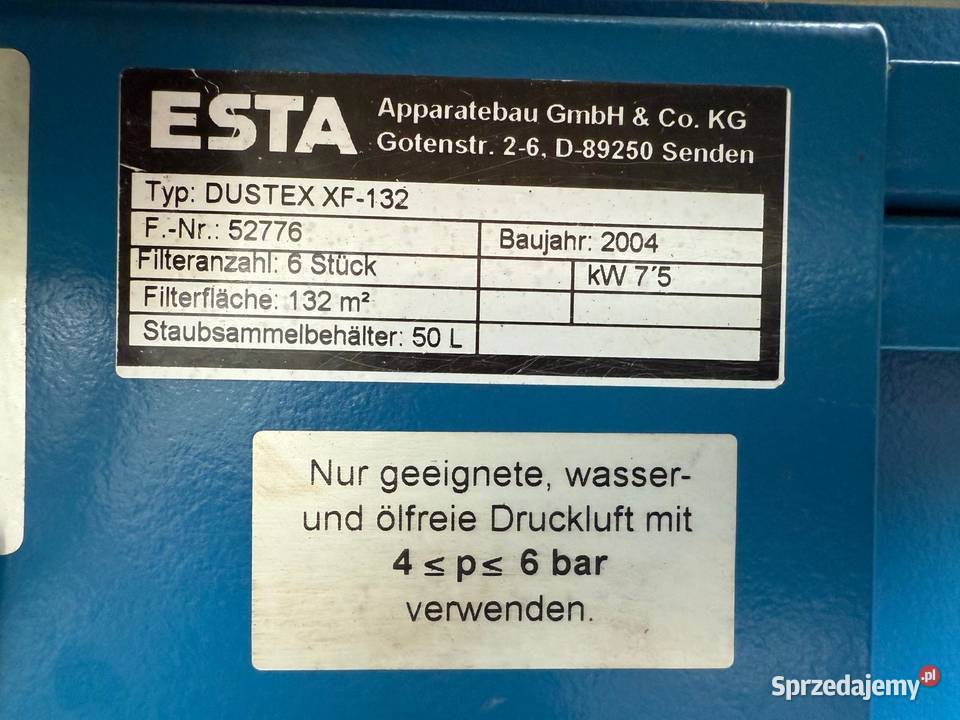 ESTA
Apparatebau GmbH & Co. KG
Gotenstr. 2-6, D-89250 Senden
Typ: DUSTEX XF-132
F.-Nr.: 52776
Baujahr: 2004
Filteranzahl: 6 Stück
kW 7´5
Filterfläche: 132 m²
Staubsammelbehälter: 50 L
Nur geeignete, wasser-
und ölfreie Druckluft mit
4 ≤ p≤ 6 bar
verwenden.
Sprzedajemy.pl